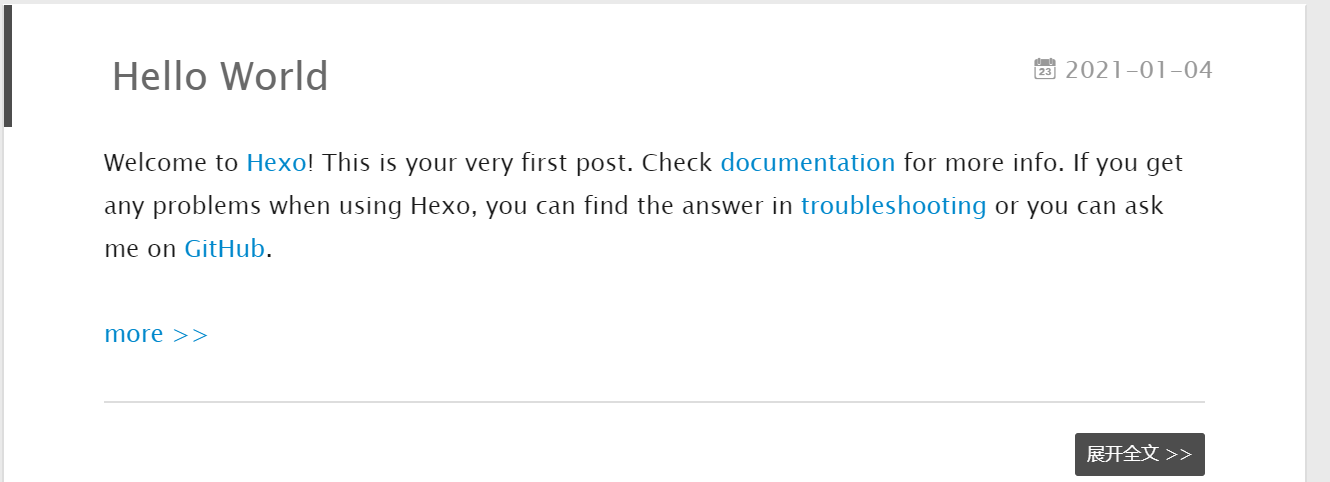 Hello World
23 2021-01-04
Welcome to Hexo! This is your very first post. Check documentation for more info. If you get
any problems when using Hexo, you can find the answer in troubleshooting or you can ask
me on GitHub.
more >>
展开全文 >>